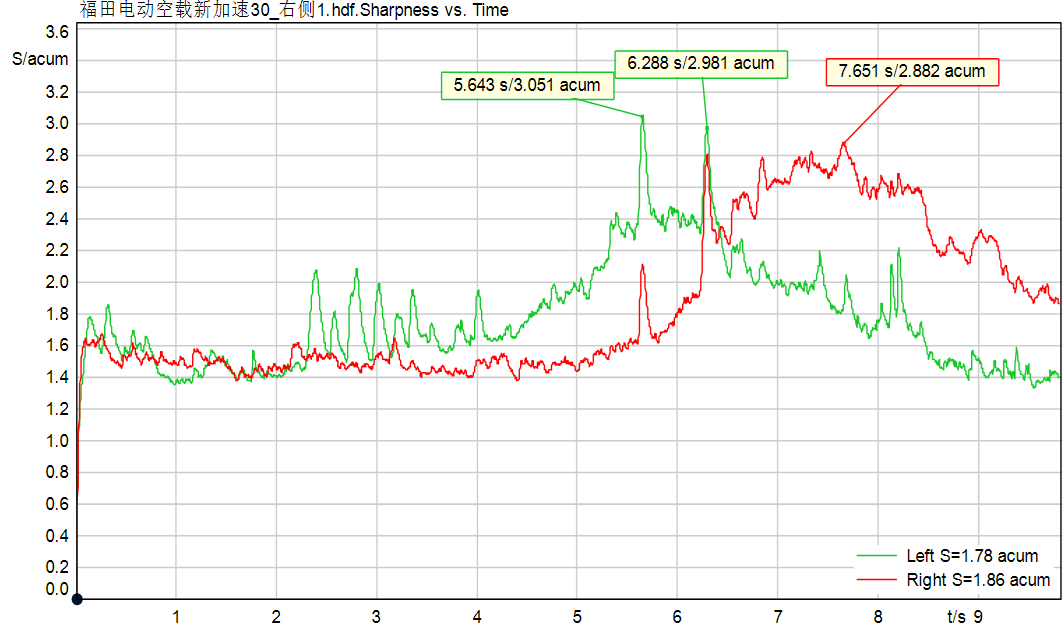 福田电动空载新加速30_右侧1.hdf.Sharpness vs. Time
3.6
S/acum
3.2
3.0
2.8
2.6
2.4
2.2
2.0
1.8
1.6
1.4
1.2
1.0
0.8
0.6
0.4
0.2
0.0
5.643 s/3.051 acum
6.288 s/2.981 acum
7.651 s/2.882 acum
Left S=1.78 acum
Right S=1.86 acum
1 2 3 4 5 6 7 8 t/s 9